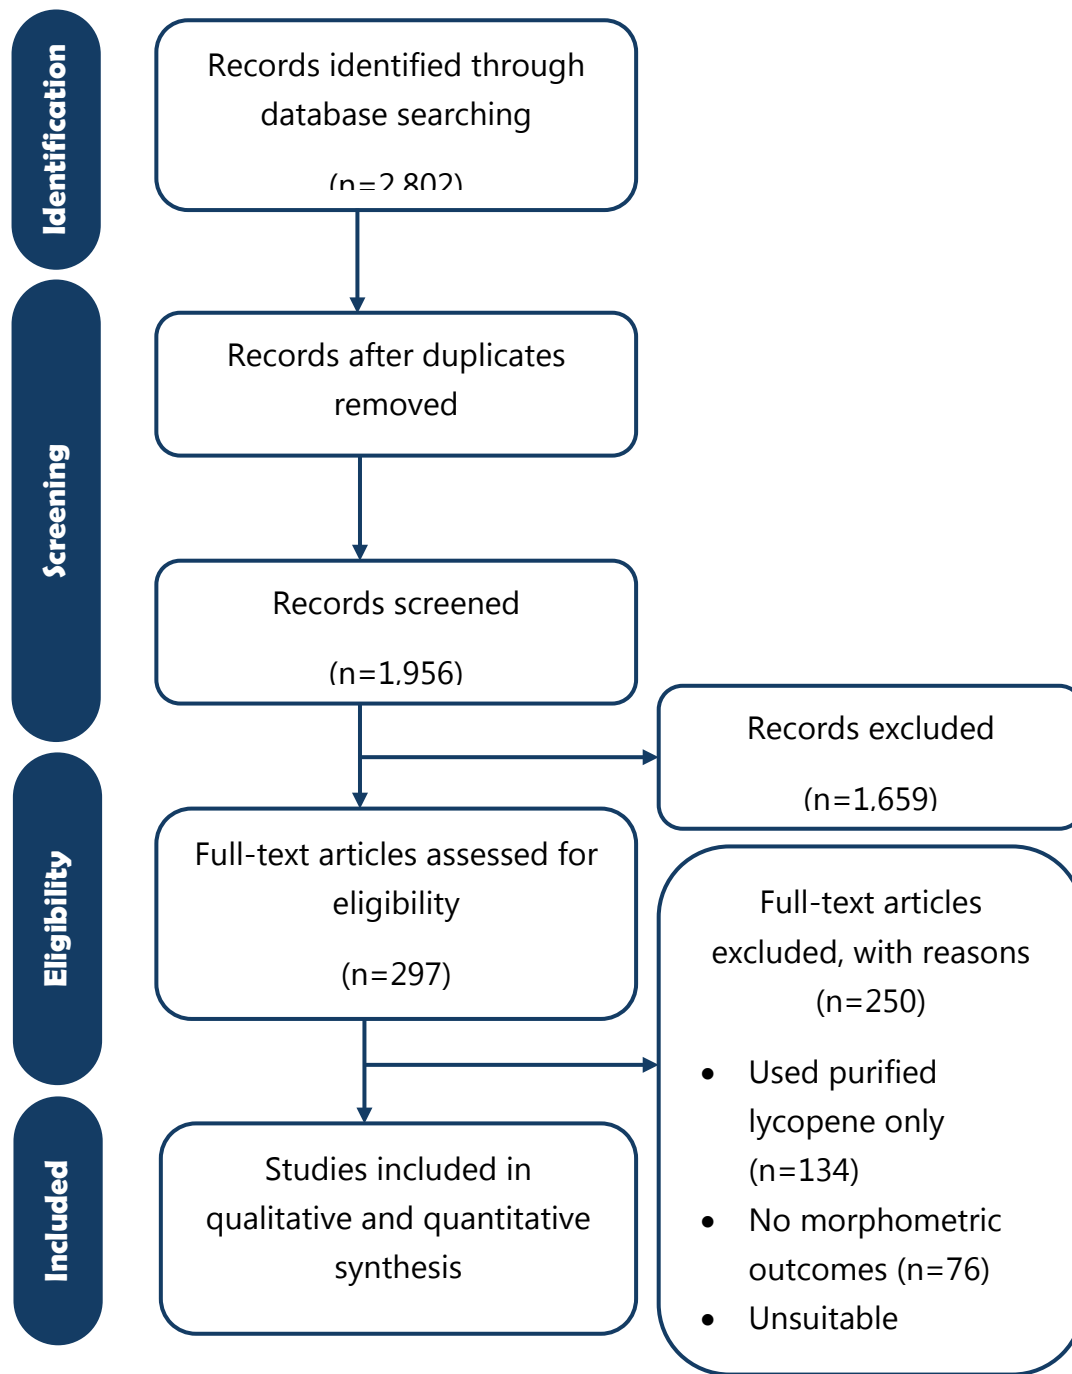 Identification
Records identified through
database searching
(n=2,802)
Screening
Records after duplicates
removed
Records screened
(n=1,956)
Records excluded
(n=1,659)
Eligibility
Full-text articles assessed for
eligibility
(n=297)
Full-text articles
excluded, with reasons
(n=250)
• Used purified
lycopene only
(n=134)
• No morphometric
outcomes (n=76)
• Unsuitable
Included
Studies included in
qualitative and quantitative
synthesis